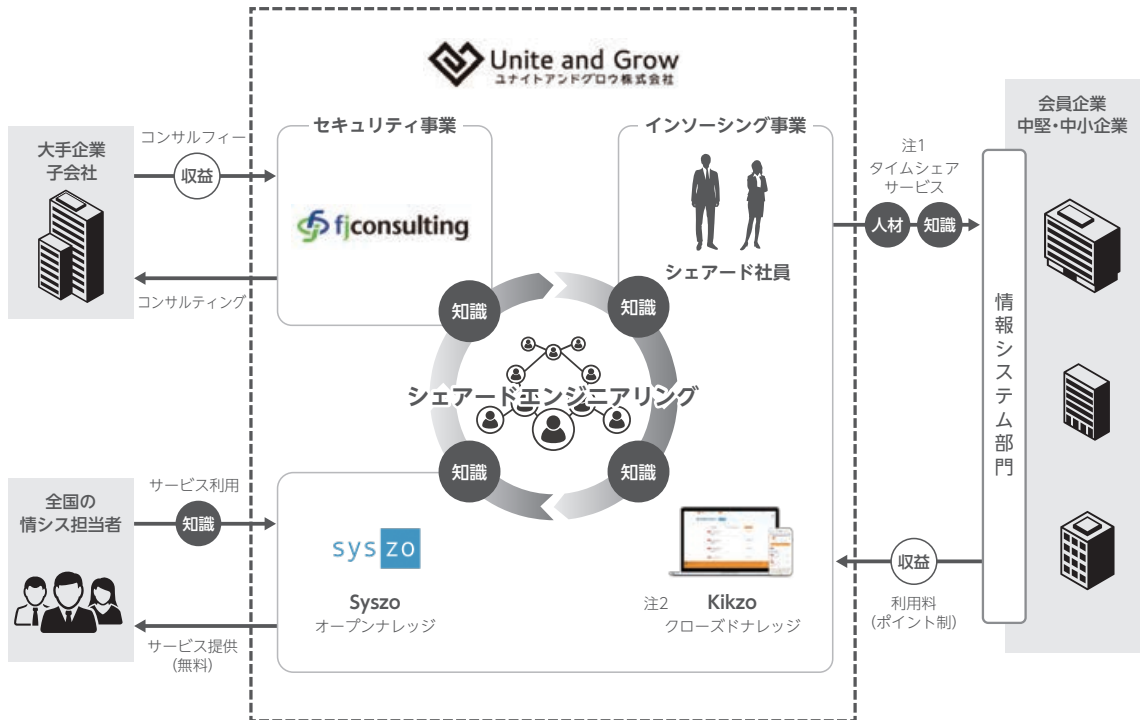 Unite and Grow
ユナイトアンドグロウ株式会社
大手企業
子会社
コンサルフィー
収益
コンサルティング
セキュリティ事業
fjconsulting
インソーシング事業
シェアード社員
注1
タイムシェア
サービス
人材
知識
会員企業
中堅・中小企業
情報システム部門
知識
知識
シェアードエンジニアリング
知識
知識
全国の
情シス担当者
サービス利用
知識
サービス提供
(無料)
syszo
Syszo
オープンナレッジ
注2 Kikzo
クローズドナレッジ
収益
利用料
(ポイント制)